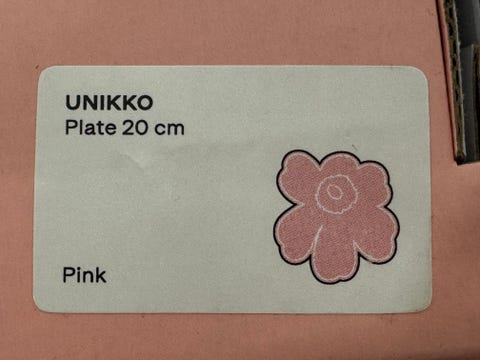 UNIKKO
Plate 20 cm
Pink